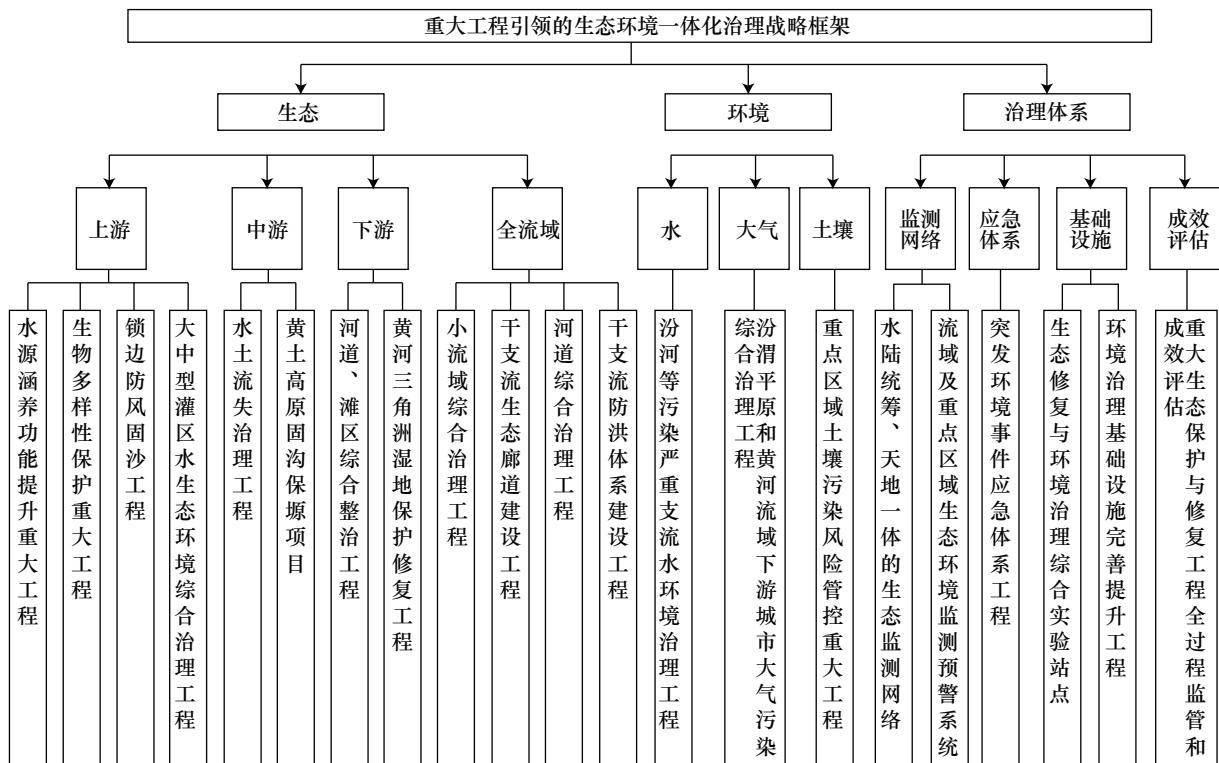 重大工程引领的生态环境一体化治理战略框架
生态
环境
治理体系
上游
中游
下游
全流域
水
大气
土壤
监测
网络
应急
体系
基础
设施
成效
评估
水源涵养功能提升重大工程
生物多样性保护重大工程
锁边防风固沙工程
大中型灌区水生态环境综合治理工程
水土流失治理工程
黄土高原固沟保塬项目
河道、滩区综合整治工程
黄河三角洲湿地保护修复工程
小流域综合治理工程
干支流生态廊道建设工程
河道综合治理工程
干支流防洪体系建设工程
汾河等污染严重支流水环境治理工程
汾渭平原和黄河流域下游城市大气污染
综合治理工程
重点区域土壤污染风险管控重大工程
水陆统筹、天地一体的生态监测网络
流域及重点区域生态环境监测预警系统
突发环境事件应急体系工程
生态修复与环境治理综合实验站点
环境治理基础设施完善提升工程
重大生态保护与修复工程全过程监管和
成效评估